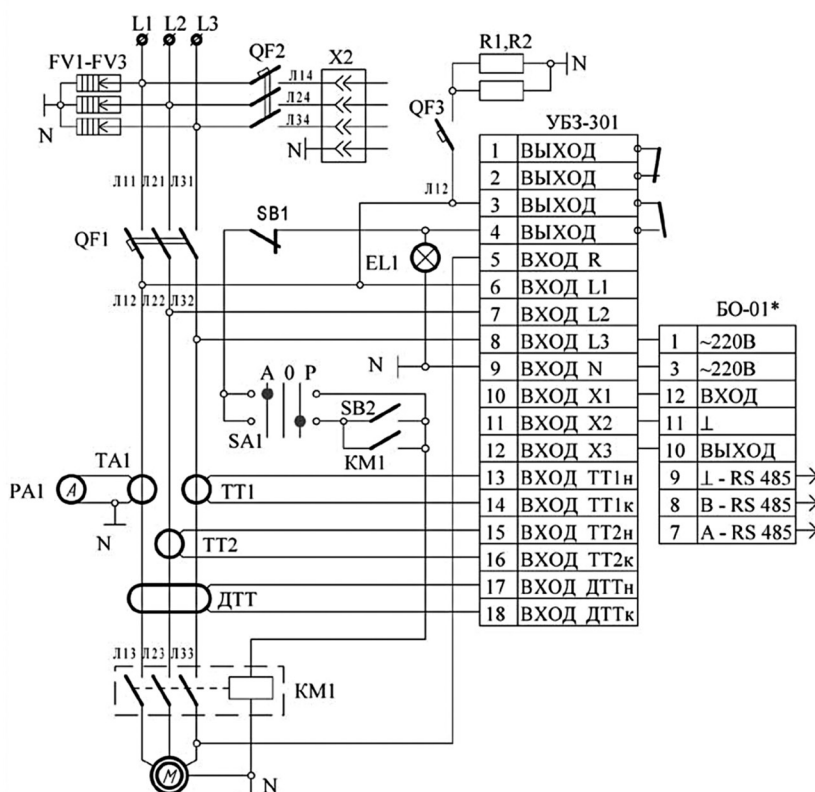 L1 L2 L3
FV1-FV3
QF2
X2
R1,R2
N
Л14
Л24
Л34
N
N
QF3
УБЗ-301
1 ВЫХОД
2 ВЫХОД
3 ВЫХОД
4 ВЫХОД
5 ВХОД R
6 ВХОД L1
7 ВХОД L2
8 ВХОД L3
9 ВХОД N
10 ВХОД X1
11 ВХОД X2
12 ВХОД X3
13 ВХОД ТТ1н
14 ВХОД ТТ1к
15 ВХОД ТТ2н
16 ВХОД ТТ2к
17 ВХОД ДТТн
18 ВХОД ДТТк
БО-01*
1 ~220В
3 ~220В
12 ВХОД
11 ⊥
10 ВЫХОД
9 ⊥ - RS 485
8 B - RS 485
7 A - RS 485
Л11 Л21 Л31
Л12
SB1
QF1
EL1
Л12 Л22 Л32
N
A 0 P
SB2
SA1
KM1
TA1
PA1
A
ТТ1
N
ТТ2
ДТТ
Л13 Л23 Л33
KM1
M
N